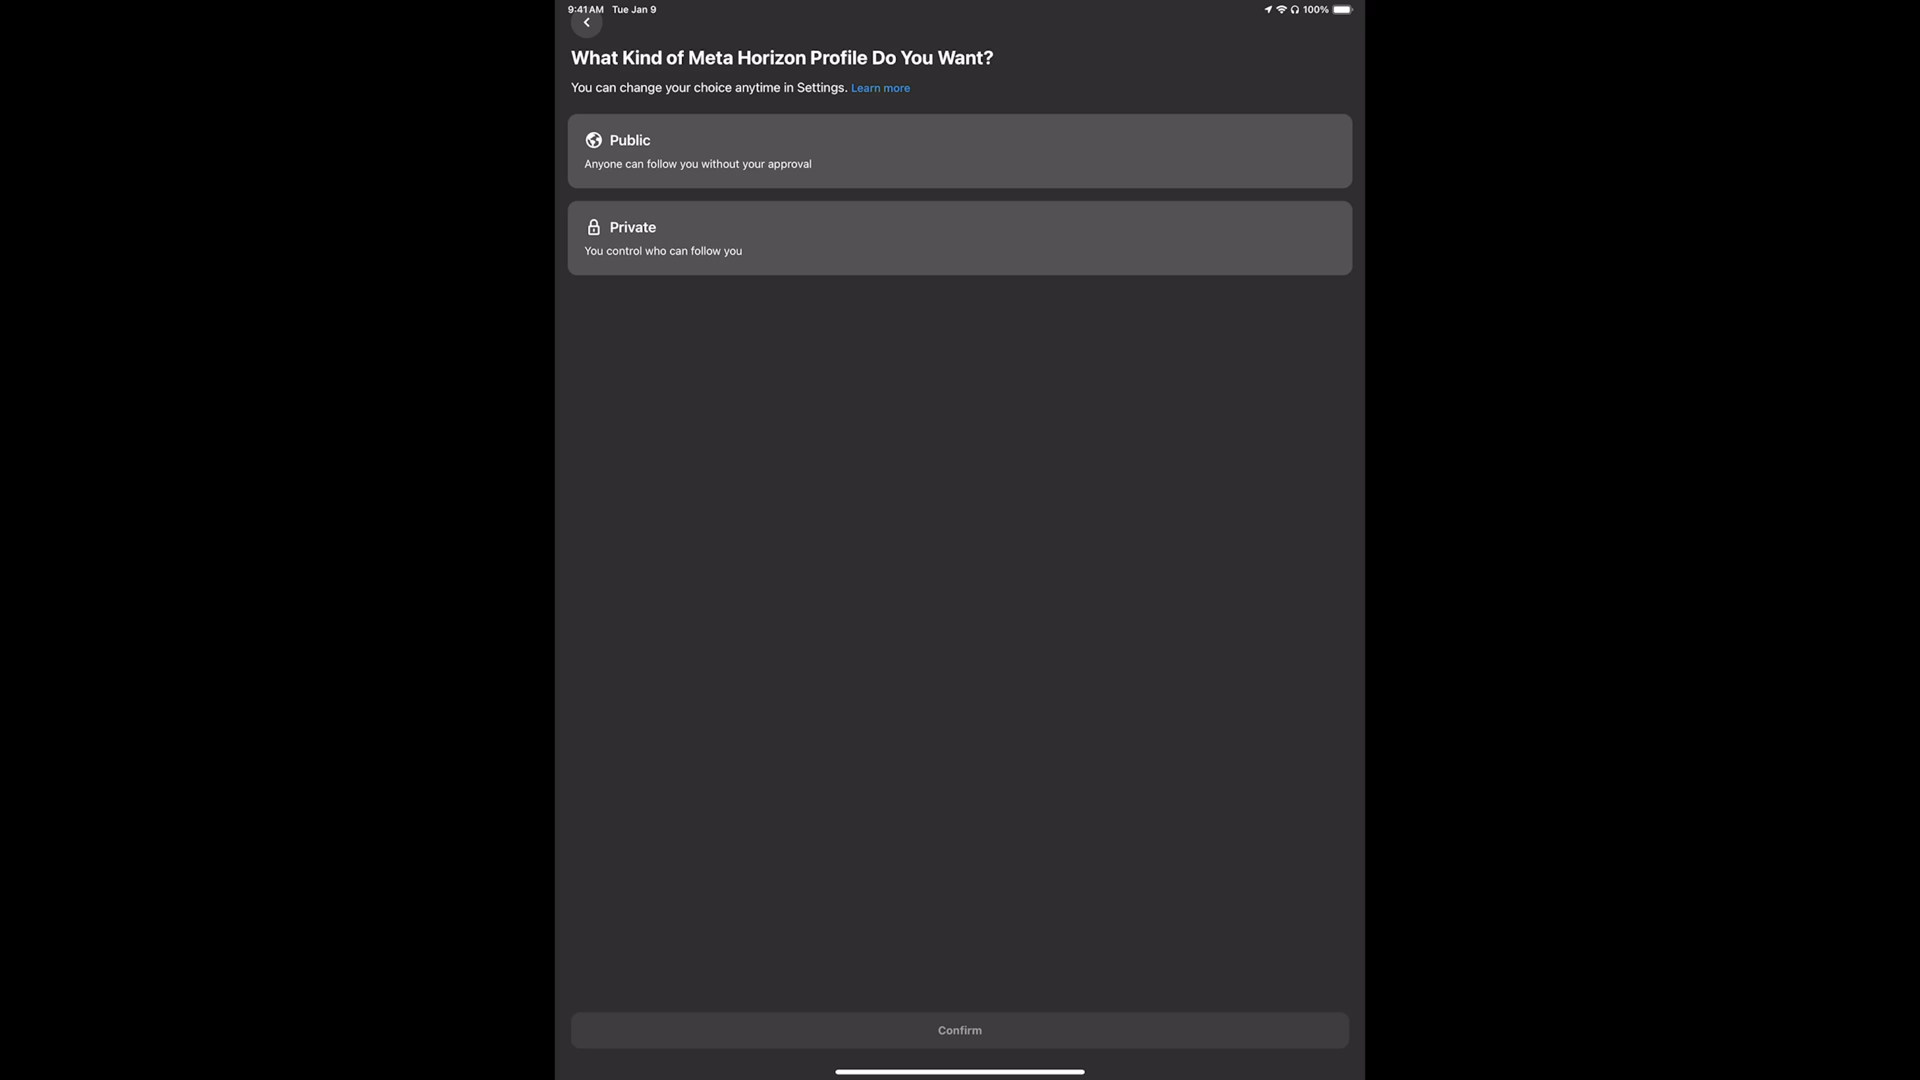 9:41 AM Tue Jan 9 100%
What Kind of Meta Horizon Profile Do You Want?
You can change your choice anytime in Settings. Learn more
Public
Anyone can follow you without your approval
Private
You control who can follow you
Confirm